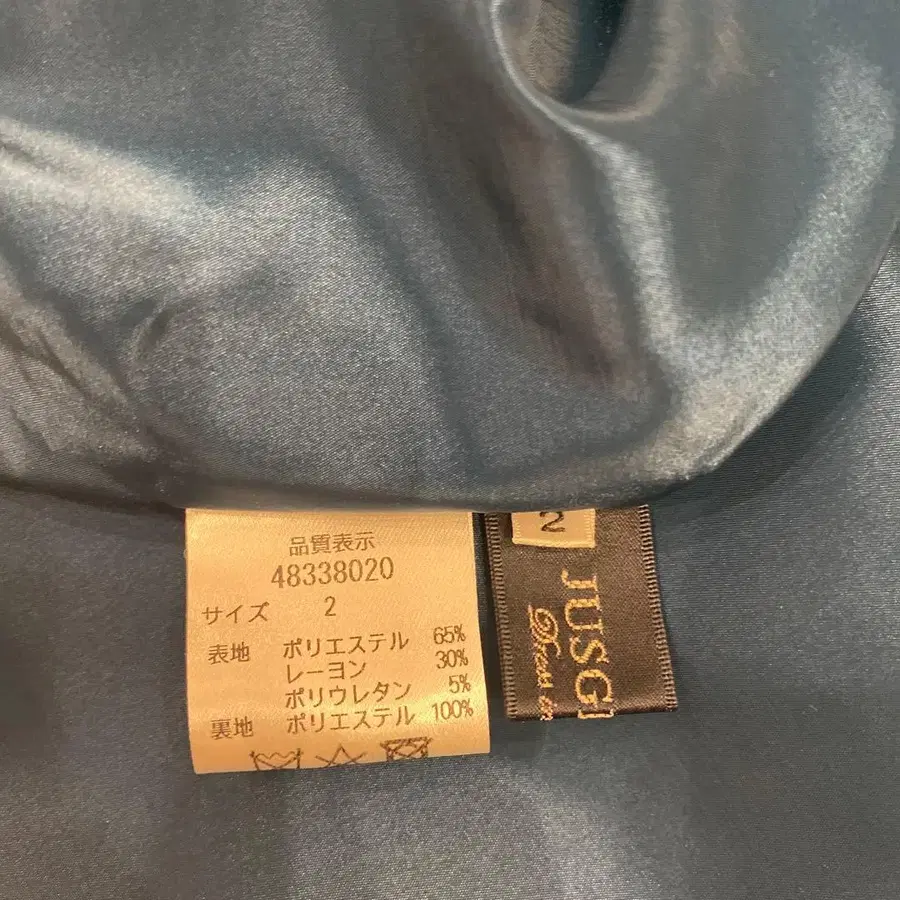 品質表示
48338020
サイズ 2
表地 ポリエステル 65%
レーヨン 30%
ポリウレタン 5%
裏地 ポリエステル 100%
2
JUSGL